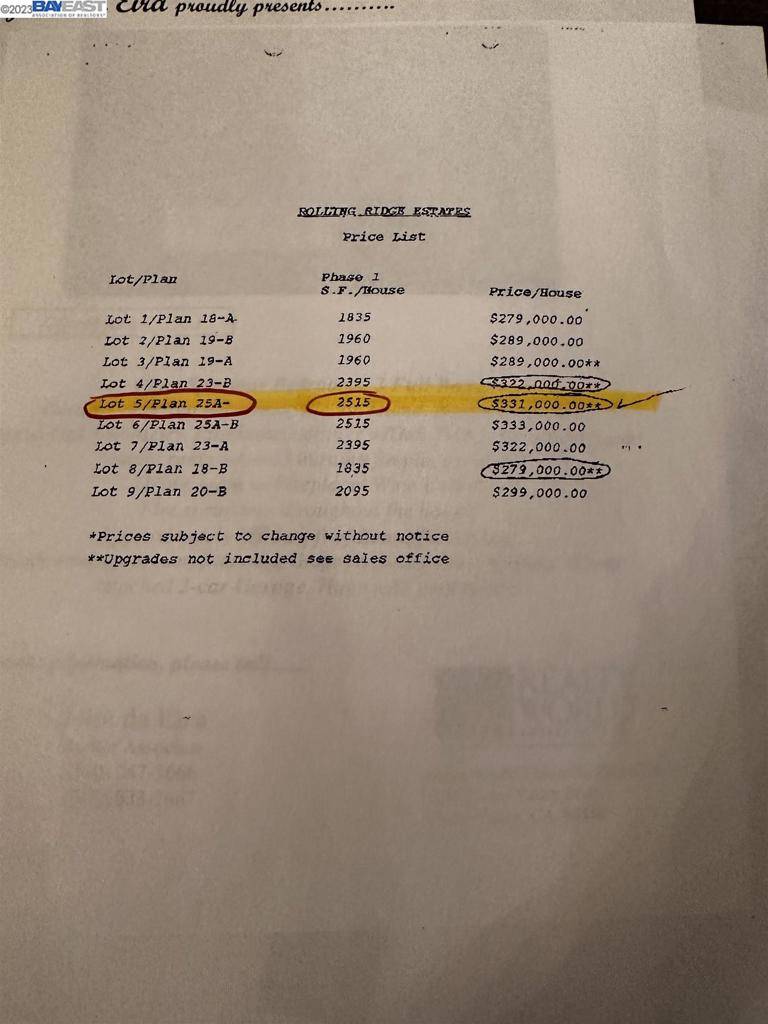 ©2023 BAYEAST
ASSOCIATION OF REALTORS®
proudly presents..........
ROLLING RIDGE ESTATES
Price List
Lot/Plan Phase 1 S.F./House Price/House
Lot 1/Plan 18-A 1835 $279,000.00
Lot 2/Plan 19-B 1960 $289,000.00
Lot 3/Plan 19-A 1960 $289,000.00**
Lot 4/Plan 23-B 2395 $322,000.00**
Lot 5/Plan 25A- 2515 $331,000.00**
Lot 6/Plan 25A-B 2515 $333,000.00
Lot 7/Plan 23-A 2395 $322,000.00
Lot 8/Plan 18-B 1835 $279,000.00**
Lot 9/Plan 20-B 2095 $299,000.00
*Prices subject to change without notice
**Upgrades not included see sales office